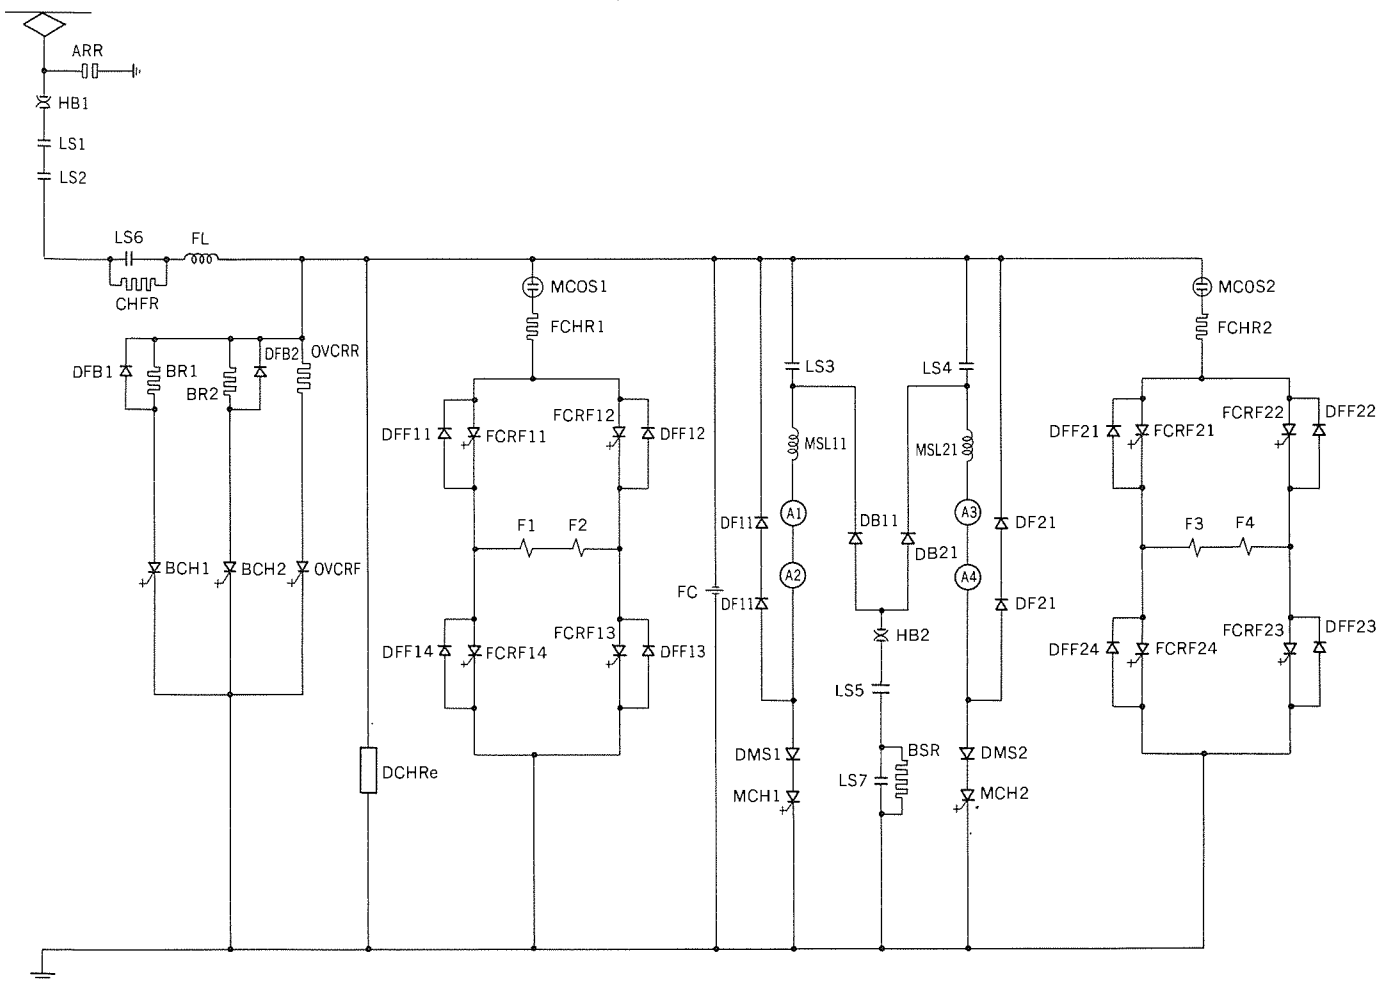 ARR
HB1
LS1
LS2
LS6
FL
CHFR
MCOS1
MCOS2
FCHR1
FCHR2
DFB1
BR1
BR2
DFB2
OVCRR
LS3
LS4
DFF11
FCRF11
FCRF12
DFF12
MSL11
MSL21
DFF21
FCRF21
FCRF22
DFF22
DF11
A1
DB11
DB21
A3
DF21
F1
F2
F3
F4
BCH1
BCH2
OVCRF
FC
DF11
A2
A4
DF21
HB2
DFF14
FCRF14
FCRF13
DFF13
DFF24
FCRF24
FCRF23
DFF23
LS5
DCHRe
DMS1
BSR
DMS2
LS7
MCH1
MCH2